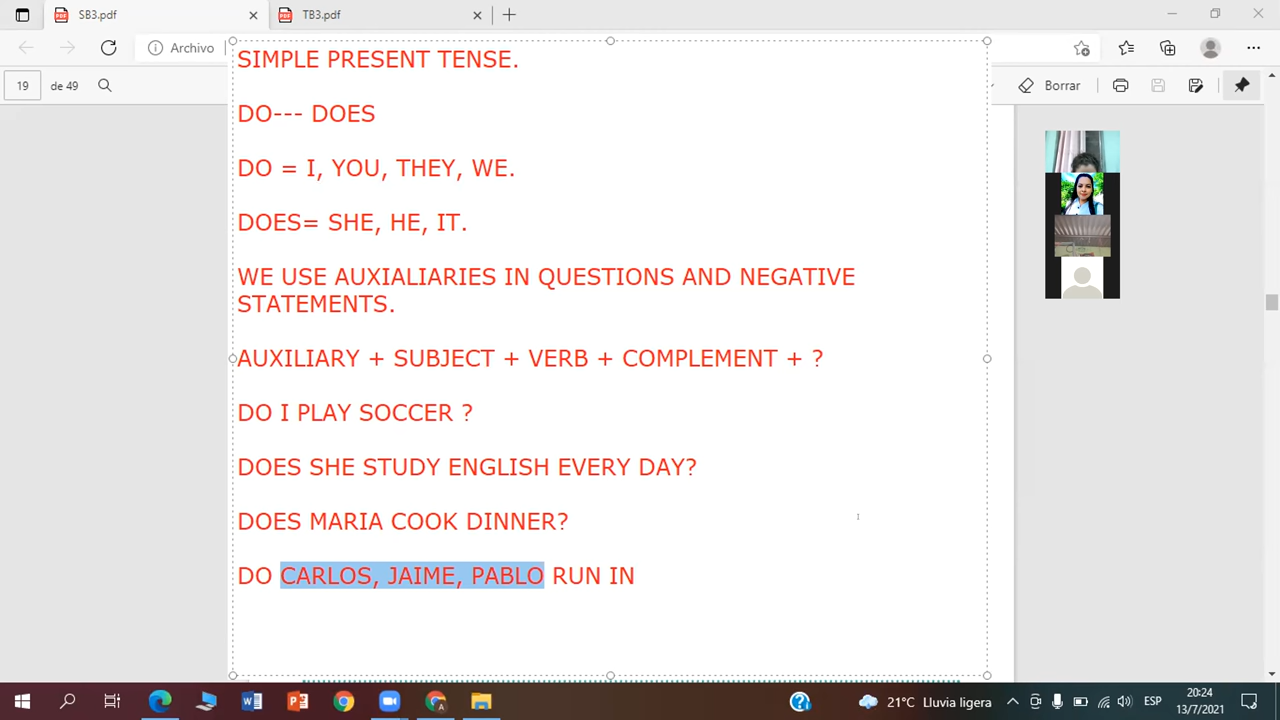 SB3.pdf
TB3.pdf
Archivo
19 de 49
Borrar
SIMPLE PRESENT TENSE.
DO--- DOES
DO = I, YOU, THEY, WE.
DOES= SHE, HE, IT.
WE USE AUXIALIARIES IN QUESTIONS AND NEGATIVE
STATEMENTS.
AUXILIARY + SUBJECT + VERB + COMPLEMENT + ?
DO I PLAY SOCCER ?
DOES SHE STUDY ENGLISH EVERY DAY?
DOES MARIA COOK DINNER?
DO CARLOS, JAIME, PABLO RUN IN
21°C Lluvia ligera
ESP
20:24
13/7/2021